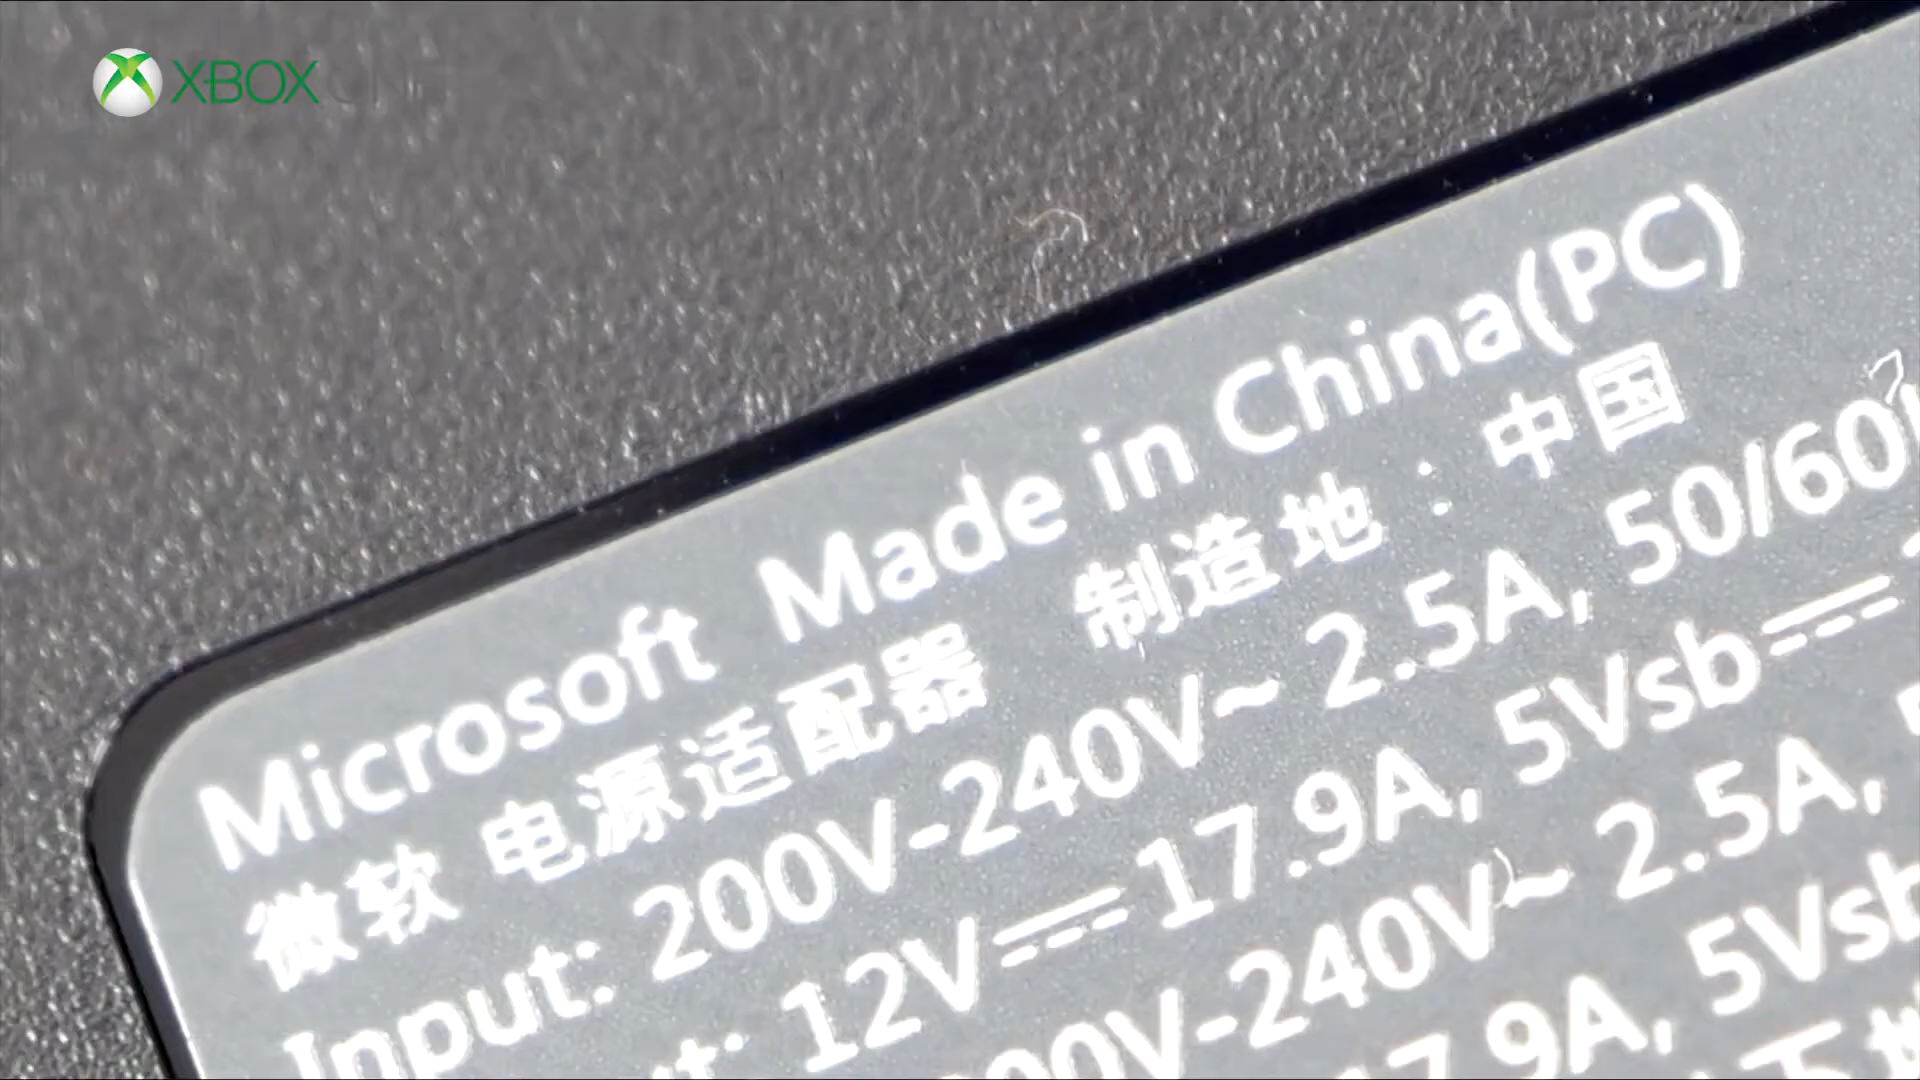 XBOX
Microsoft Made in China(PC)
微软 电源适配器 制造地：中国
Input: 200V-240V~ 2.5A, 50/60
12V⎓17.9A, 5Vsb⎓
00V-240V~ 2.5A,
17.9A, 5Vsb